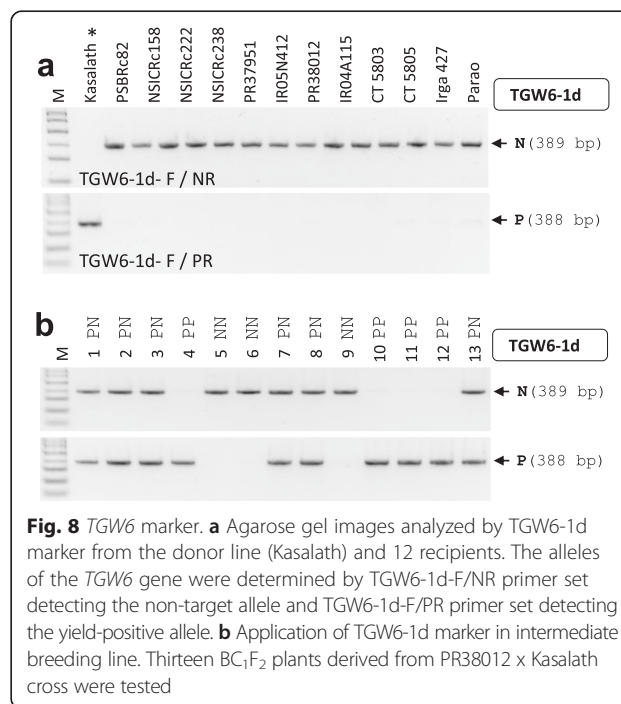 a
M
Kasalath *
PSBRc82
NSICRc158
NSICRc222
NSICRc238
PR37951
IR05N412
PR38012
IR04A115
CT 5803
CT 5805
Irga 427
Parao
TGW6-1d
N(389 bp)
TGW6-1d- F / NR
P(388 bp)
TGW6-1d- F / PR
b
M
1 PN
2 PN
3 PN
4 PP
5 NN
6 NN
7 PN
8 PN
9 NN
10 PP
11 PP
12 PP
13 PN
TGW6-1d
N(389 bp)
P(388 bp)
Fig. 8 TGW6 marker. a Agarose gel images analyzed by TGW6-1d
marker from the donor line (Kasalath) and 12 recipients. The alleles
of the TGW6 gene were determined by TGW6-1d-F/NR primer set
detecting the non-target allele and TGW6-1d-F/PR primer set detecting
the yield-positive allele. b Application of TGW6-1d marker in intermediate
breeding line. Thirteen BC₁F₂ plants derived from PR38012 x Kasalath
cross were tested